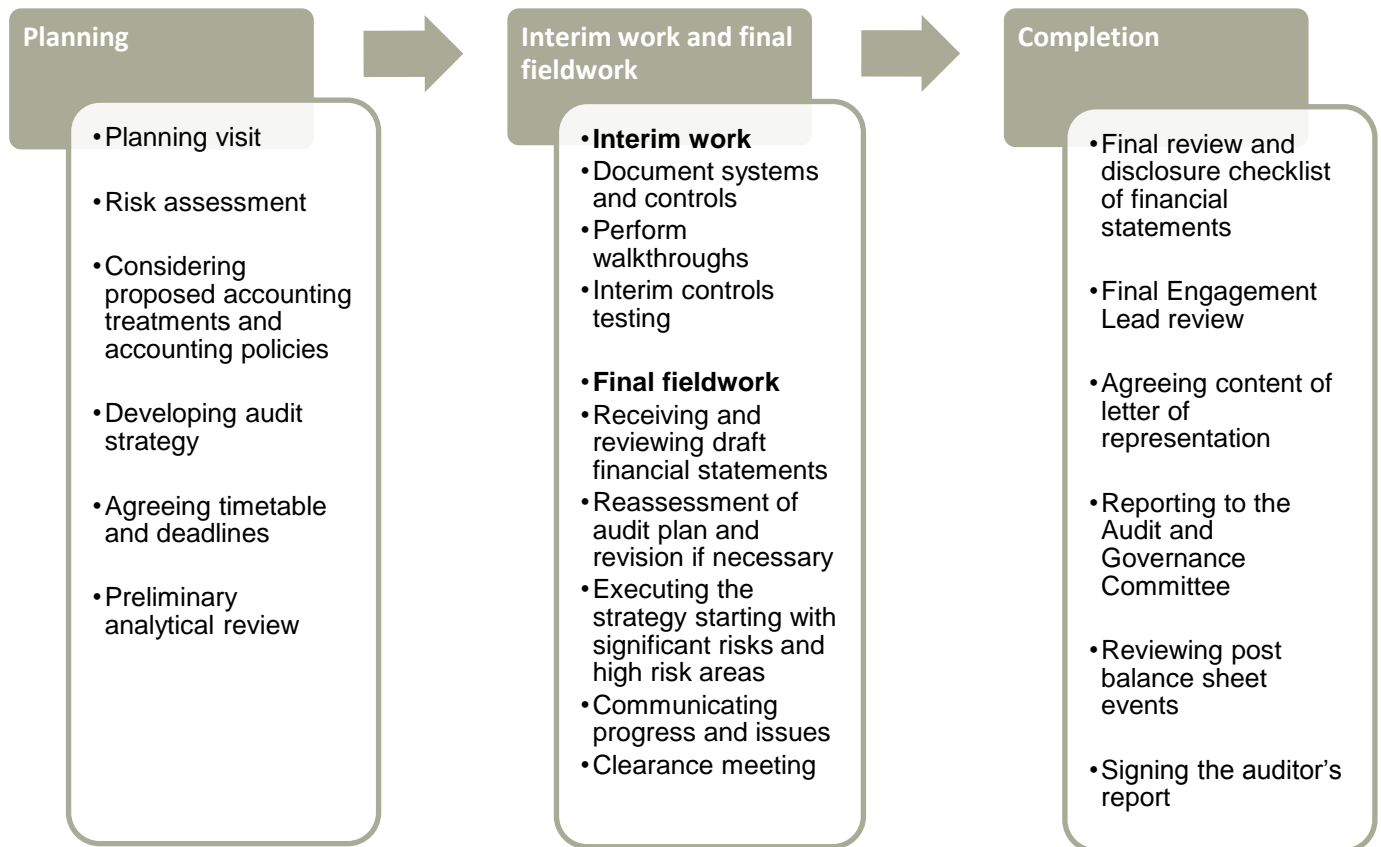 Planning
•Planning visit
•Risk assessment
•Considering
proposed accounting
treatments and
accounting policies
•Developing audit
strategy
•Agreeing timetable
and deadlines
•Preliminary
analytical review
Interim work and final
fieldwork
•Interim work
•Document systems
and controls
•Perform
walkthroughs
•Interim controls
testing
•Final fieldwork
•Receiving and
reviewing draft
financial statements
•Reassessment of
audit plan and
revision if necessary
•Executing the
strategy starting with
significant risks and
high risk areas
•Communicating
progress and issues
•Clearance meeting
Completion
•Final review and
disclosure checklist
of financial
statements
•Final Engagement
Lead review
•Agreeing content of
letter of
representation
•Reporting to the
Audit and
Governance
Committee
•Reviewing post
balance sheet
events
•Signing the auditor's
report